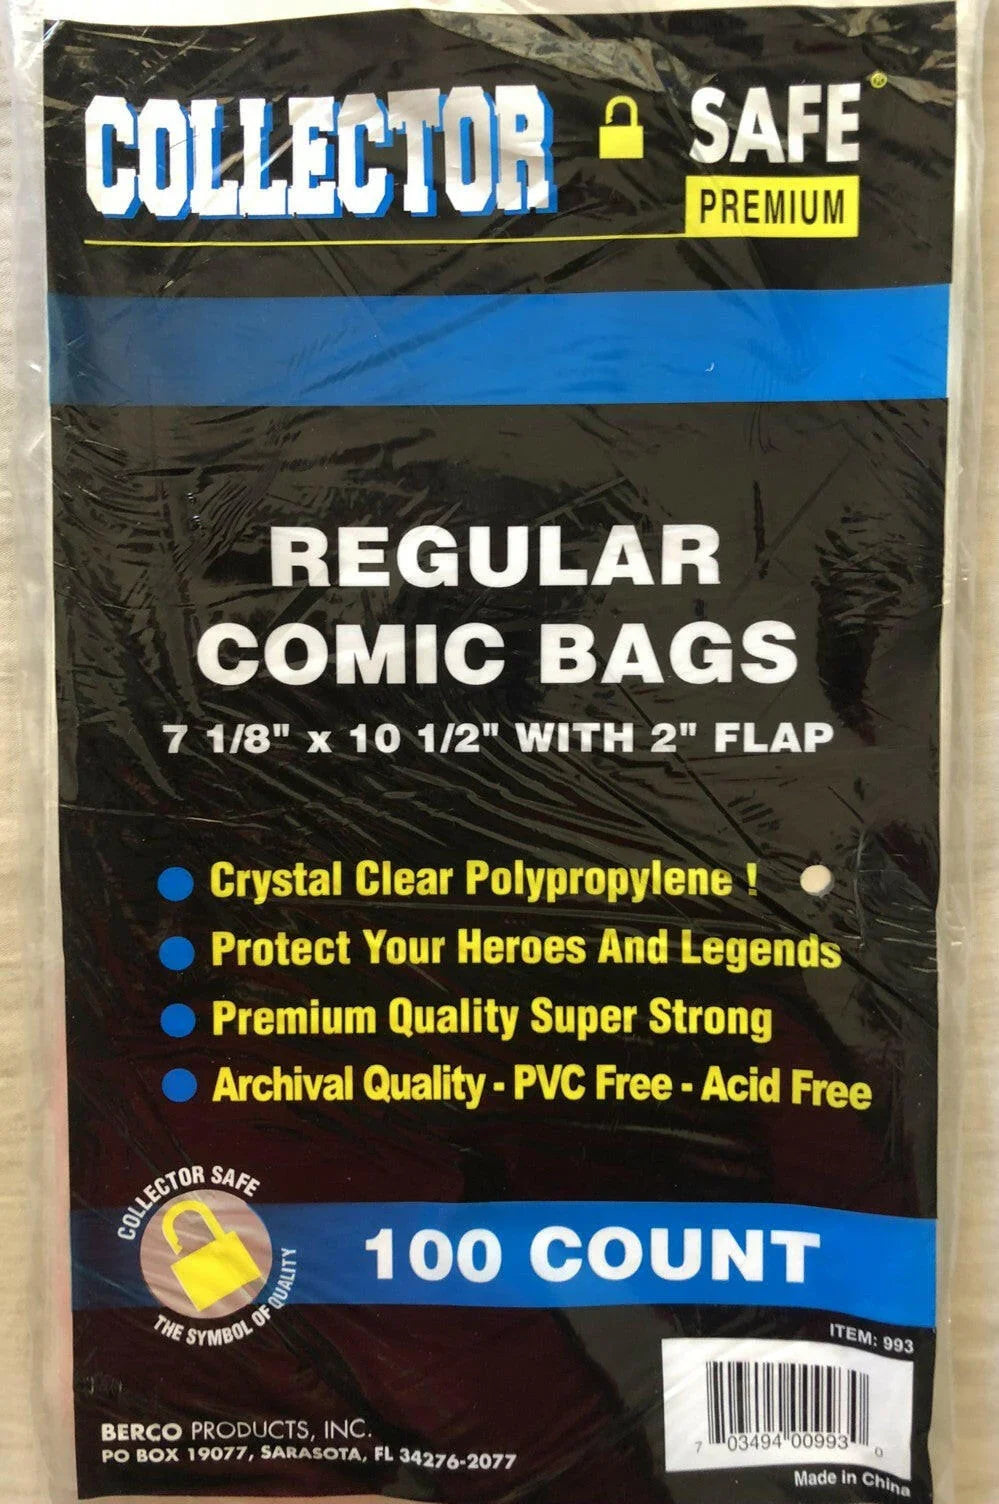 COLLECTOR SAFE®
PREMIUM
REGULAR
COMIC BAGS
7 1/8" x 10 1/2" WITH 2" FLAP
Crystal Clear Polypropylene !
Protect Your Heroes And Legends
Premium Quality Super Strong
Archival Quality - PVC Free - Acid Free
COLLECTOR SAFE
THE SYMBOL OF QUALITY
100 COUNT
ITEM: 993
BERCO PRODUCTS, INC.
PO BOX 19077, SARASOTA, FL 34276-2077
7 03494 00993 0
Made in China